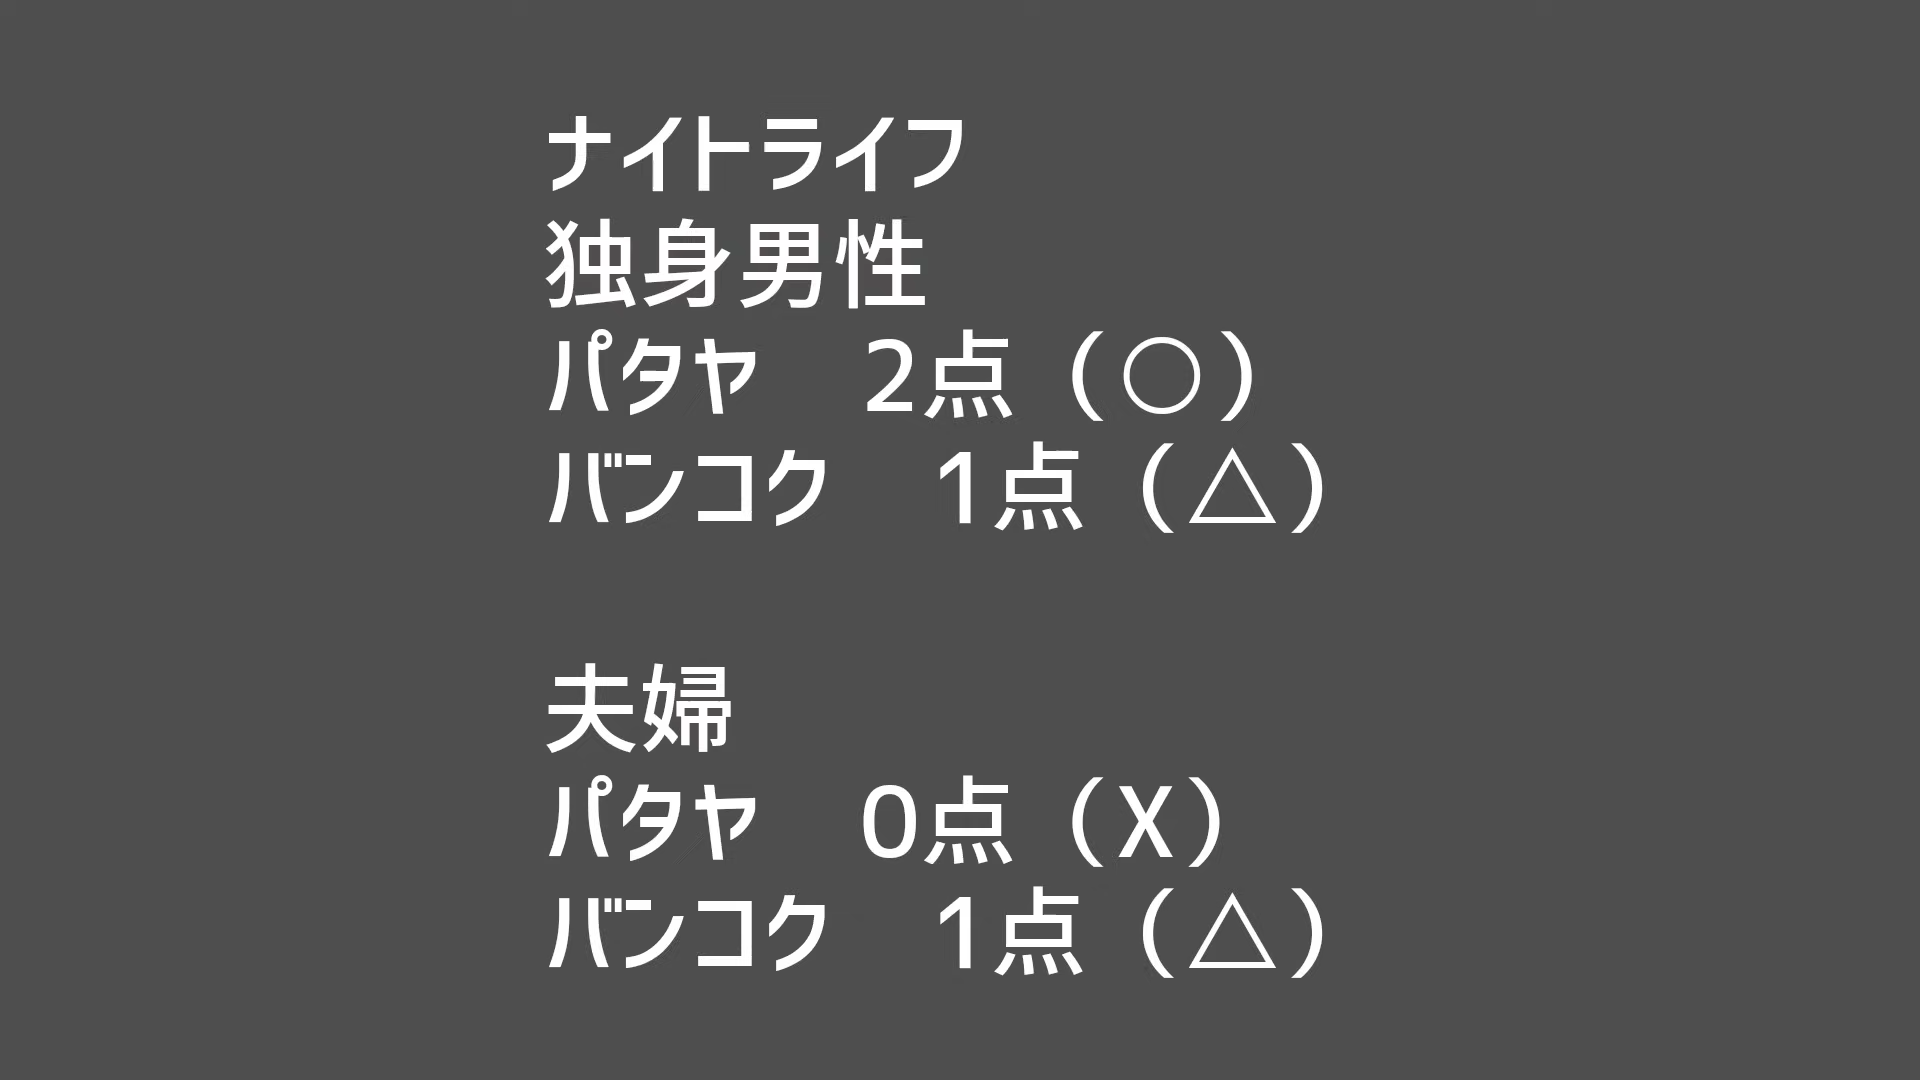 ナイトライフ
独身男性
パタヤ　2点（○）
バンコク　1点（△）
夫婦
パタヤ　0点（X）
バンコク　1点（△）